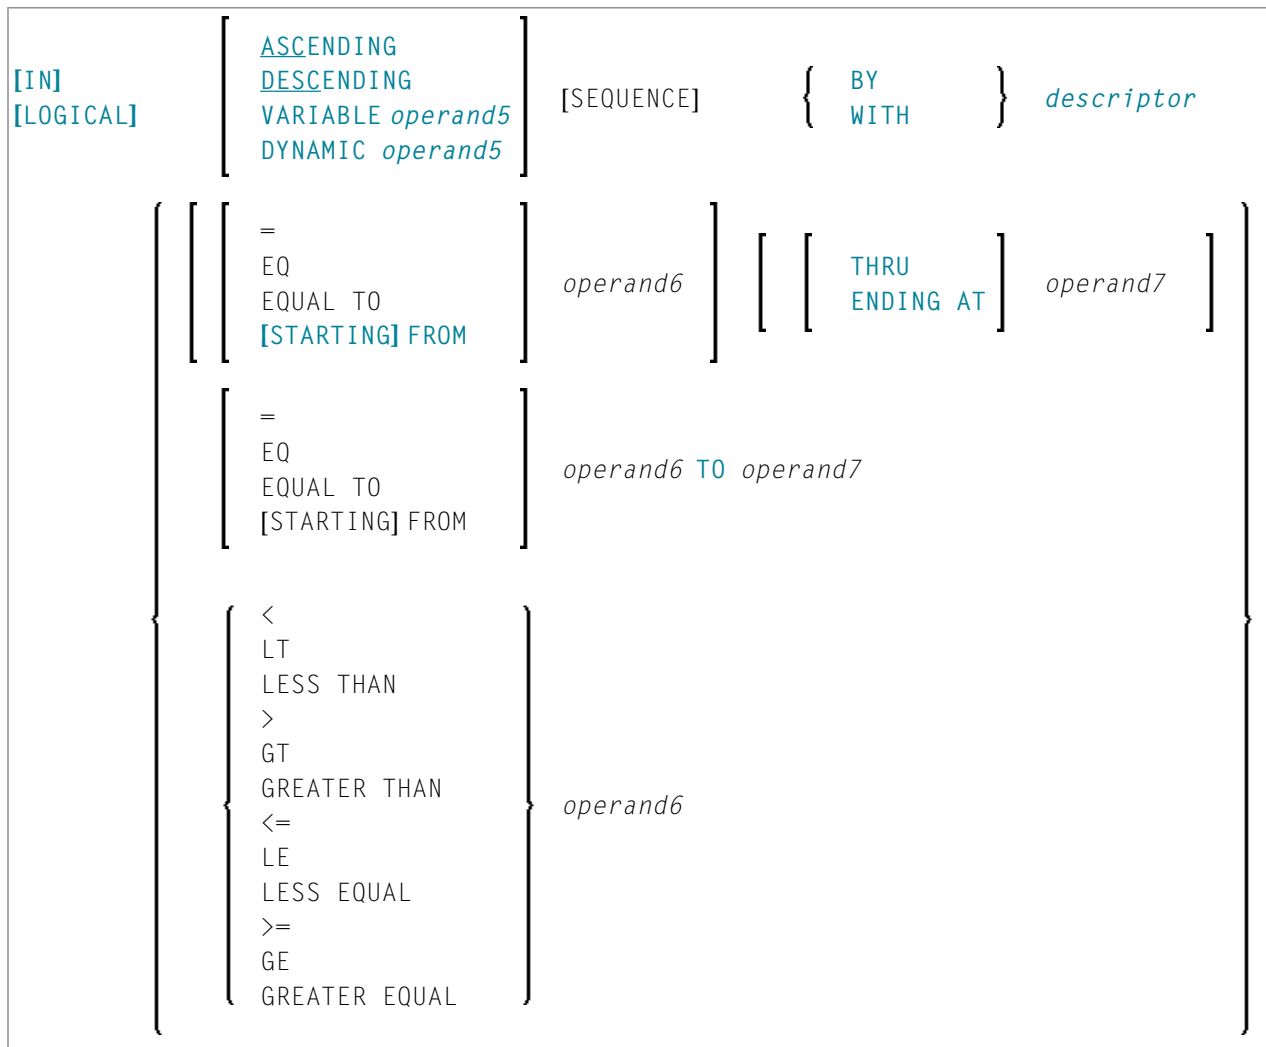 [IN]
[LOGICAL]
ASCENDING
DESCENDING
VARIABLE operand5
DYNAMIC operand5
[SEQUENCE]
BY
WITH
descriptor
=
EQ
EQUAL TO
[STARTING] FROM
operand6
THRU
ENDING AT
operand7
=
EQ
EQUAL TO
[STARTING] FROM
operand6 TO operand7
<
LT
LESS THAN
>
GT
GREATER THAN
<=
LE
LESS EQUAL
>=
GE
GREATER EQUAL
operand6